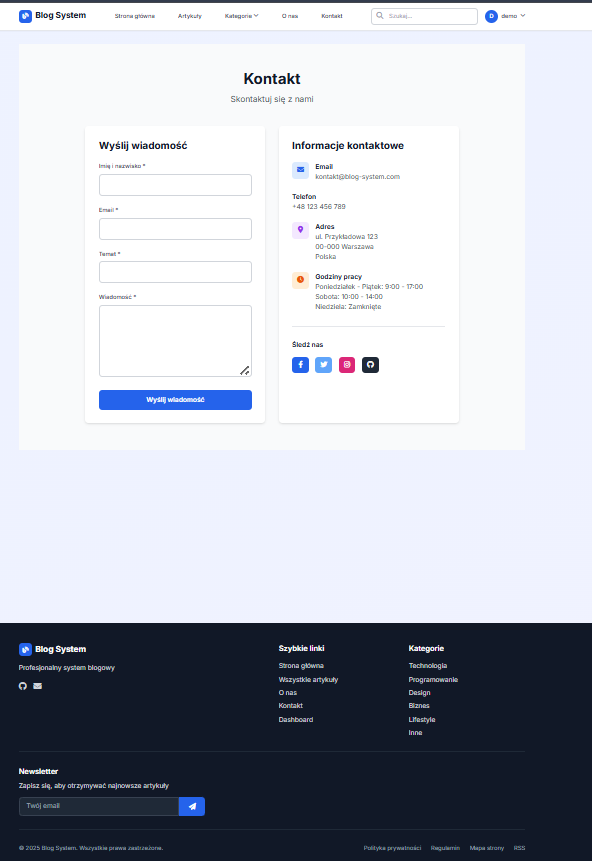 Blog System
Strona główna
Artykuły
Kategorie
O nas
Kontakt
Szukaj...
D
demo
Kontakt
Skontaktuj się z nami
Wyślij wiadomość
Imię i nazwisko *
Email *
Temat *
Wiadomość *
Wyślij wiadomość
Informacje kontaktowe
Email
kontakt@blog-system.com
Telefon
+48 123 456 789
Adres
ul. Przykładowa 123
00-000 Warszawa
Polska
Godziny pracy
Poniedziałek - Piątek: 9:00 - 17:00
Sobota: 10:00 - 14:00
Niedziela: Zamknięte
Śledź nas
Blog System
Profesjonalny system blogowy
Szybkie linki
Strona główna
Wszystkie artykuły
O nas
Kontakt
Dashboard
Kategorie
Technologia
Programowanie
Design
Biznes
Lifestyle
Inne
Newsletter
Zapisz się, aby otrzymywać najnowsze artykuły
Twój email
© 2025 Blog System. Wszystkie prawa zastrzeżone.
Polityka prywatności
Regulamin
Mapa strony
RSS